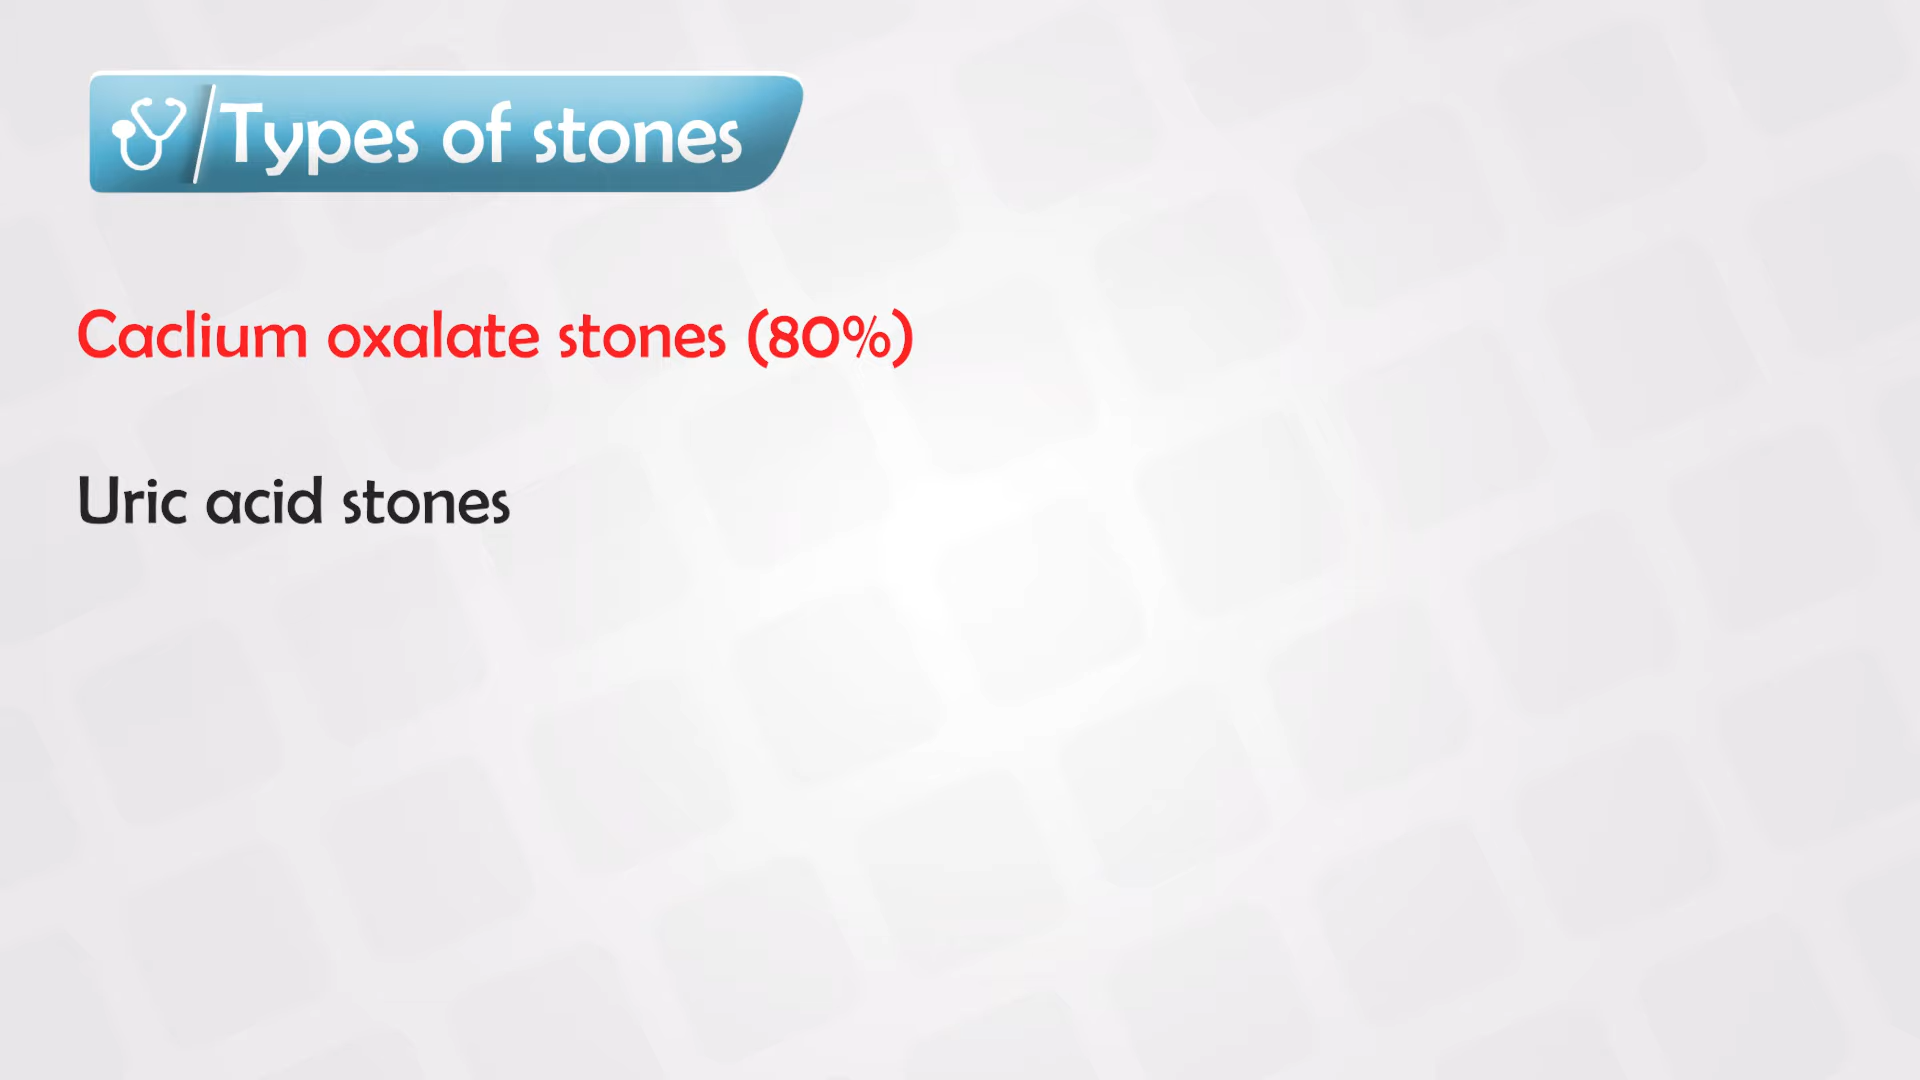 Types of stones
Caclium oxalate stones (80%)
Uric acid stones